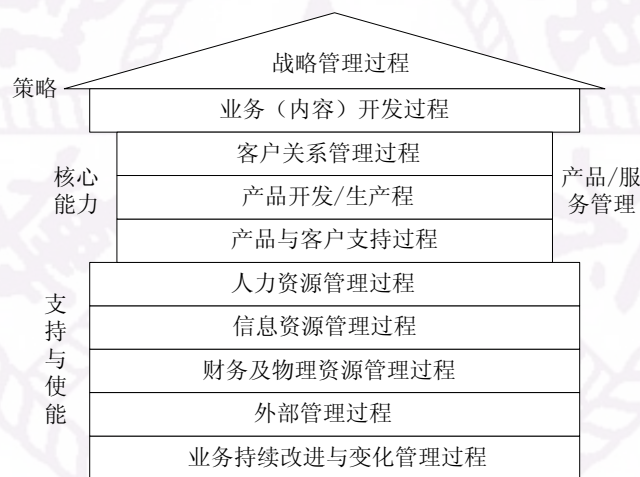 战略管理过程
策略
业务（内容）开发过程
客户关系管理过程
核心
能力
产品开发/生产程
产品/服
务管理
产品与客户支持过程
人力资源管理过程
支
持
与
使
能
信息资源管理过程
财务及物理资源管理过程
外部管理过程
业务持续改进与变化管理过程